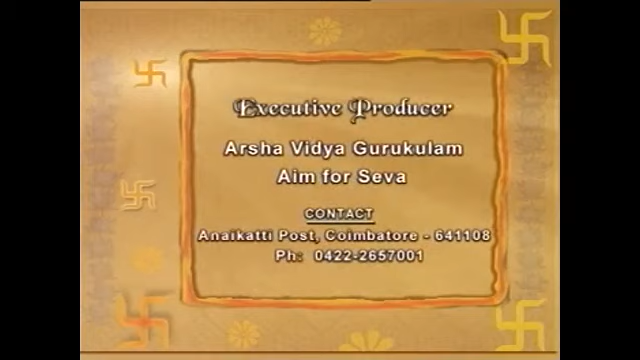 Executive Producer
Arsha Vidya Gurukulam
Aim for Seva
CONTACT
Anaikatti Post, Coimbatore - 641108
Ph: 0422-2657001